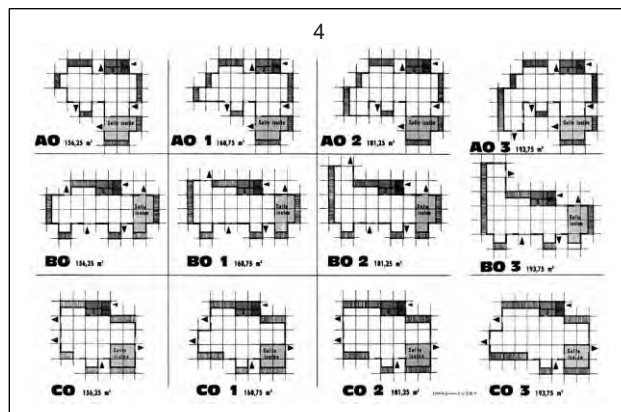 4
Salle isolée
Salle isolée
Salle isolée
Salle isolée
AO 156,25 m²
AO 1 168,75 m²
AO 2 181,25 m²
AO 3 193,75 m²
Salle isolée
Salle isolée
Salle isolée
Salle isolée
BO 156,25 m²
BO 1 168,75 m²
BO 2 181,25 m²
BO 3 193,75 m²
Salle isolée
Salle isolée
Salle isolée
Salle isolée
CO 156,25 m²
CO 1 168,75 m²
CO 2 181,25 m²
CO 3 193,75 m²